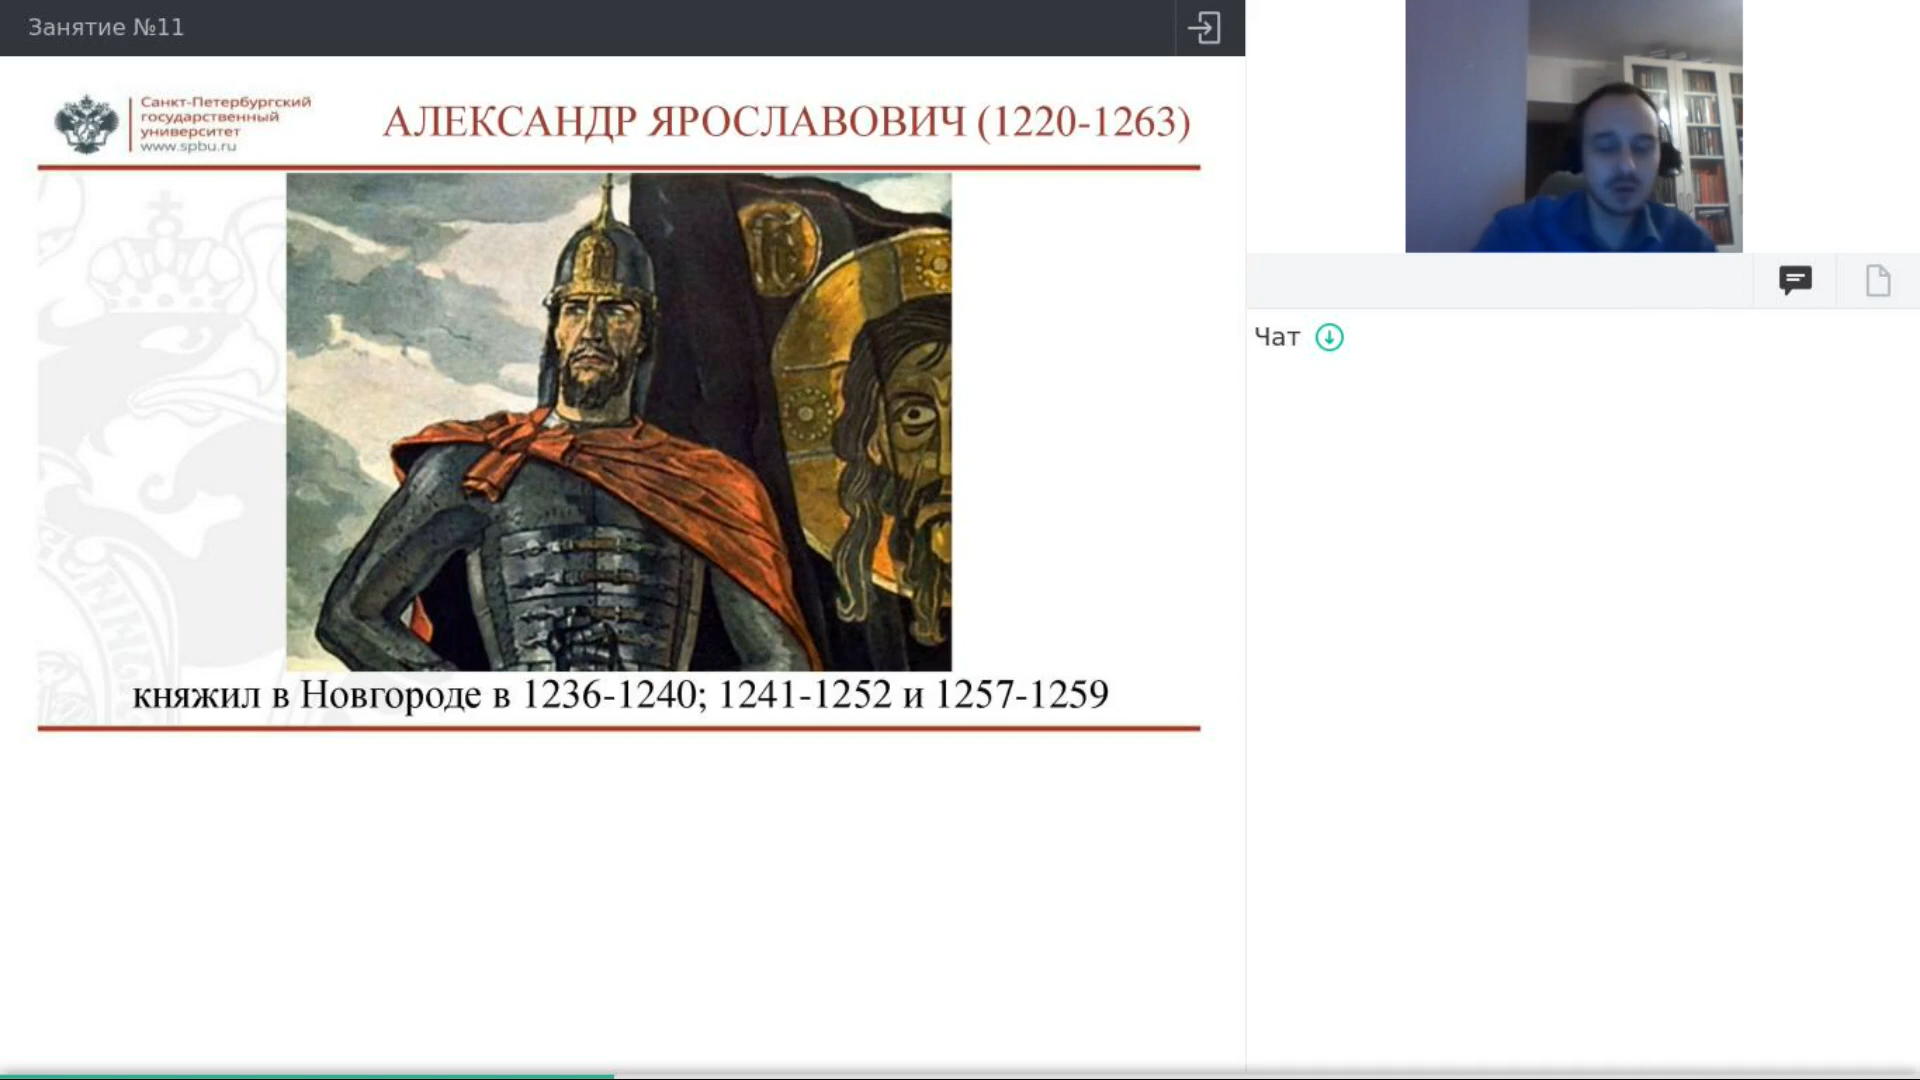 Занятие №11
Санкт-Петербургский
государственный
университет
www.spbu.ru
АЛЕКСАНДР ЯРОСЛАВОВИЧ (1220-1263)
княжил в Новгороде в 1236-1240; 1241-1252 и 1257-1259
Чат